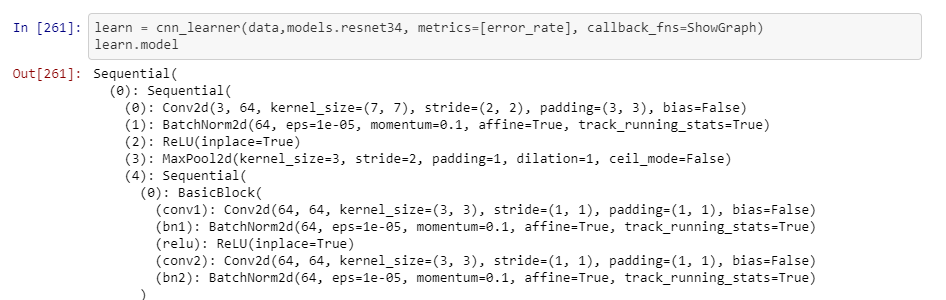 In [261]: learn = cnn_learner(data,models.resnet34, metrics=[error_rate], callback_fns=ShowGraph)
learn.model
Out[261]: Sequential(
(0): Sequential(
(0): Conv2d(3, 64, kernel_size=(7, 7), stride=(2, 2), padding=(3, 3), bias=False)
(1): BatchNorm2d(64, eps=1e-05, momentum=0.1, affine=True, track_running_stats=True)
(2): ReLU(inplace=True)
(3): MaxPool2d(kernel_size=3, stride=2, padding=1, dilation=1, ceil_mode=False)
(4): Sequential(
(0): BasicBlock(
(conv1): Conv2d(64, 64, kernel_size=(3, 3), stride=(1, 1), padding=(1, 1), bias=False)
(bn1): BatchNorm2d(64, eps=1e-05, momentum=0.1, affine=True, track_running_stats=True)
(relu): ReLU(inplace=True)
(conv2): Conv2d(64, 64, kernel_size=(3, 3), stride=(1, 1), padding=(1, 1), bias=False)
(bn2): BatchNorm2d(64, eps=1e-05, momentum=0.1, affine=True, track_running_stats=True)
)